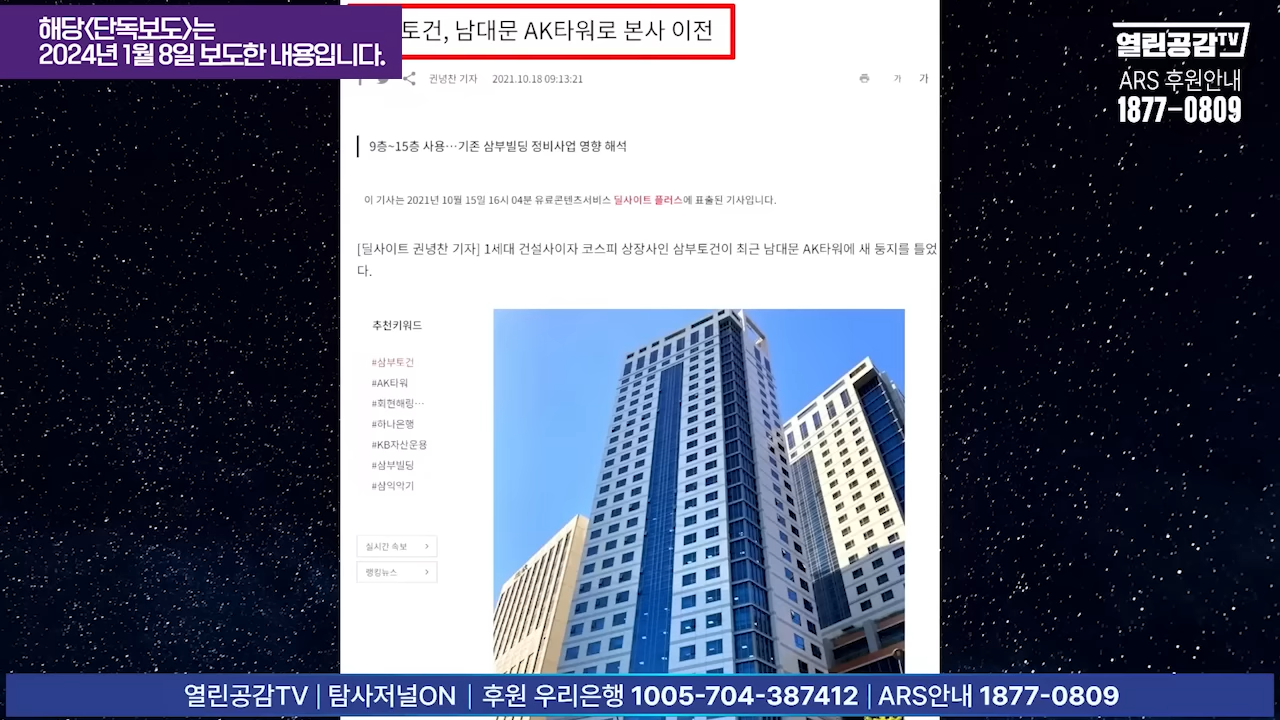 해당<단독보도>는
2024년 1월 8일 보도한 내용입니다.
토건, 남대문 AK타워로 본사 이전
권녕찬 기자 2021.10.18 09:13:21
가 가
열린공감TV
ARS 후원안내
1877-0809
9층~15층 사용…기존 삼부빌딩 정비사업 영향 해석
이 기사는 2021년 10월 15일 16시 04분 유료콘텐츠서비스 딜사이트 플러스에 표출된 기사입니다.
[딜사이트 권녕찬 기자] 1세대 건설사이자 코스피 상장사인 삼부토건이 최근 남대문 AK타워에 새 둥지를 틀었
다.
추천키워드
#삼부토건
#AK타워
#회현해링…
#하나은행
#KB자산운용
#삼부빌딩
#삼익악기
실시간 속보 >
랭킹뉴스 >
열린공감TV | 탐사저널ON | 후원 우리은행 1005-704-387412 | ARS안내 1877-0809